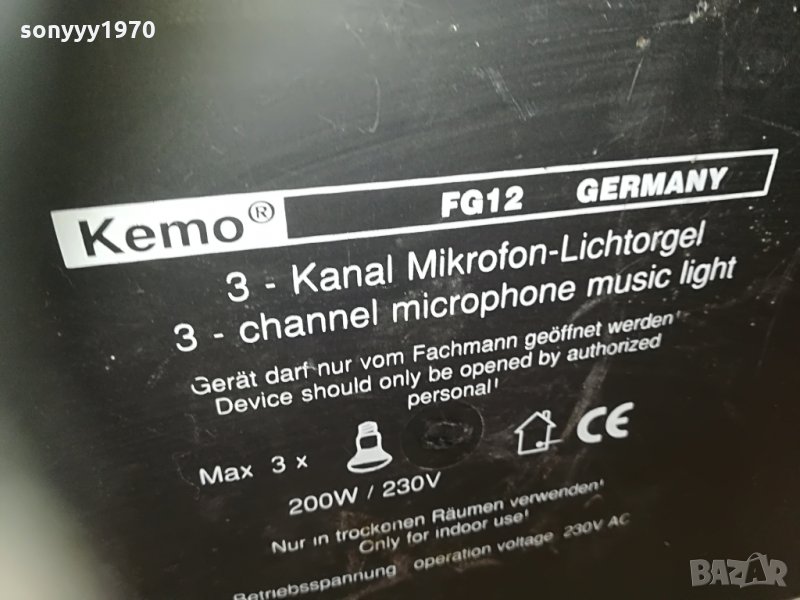 sonyyy1970
Kemo® FG12 GERMANY
3 - Kanal Mikrofon-Lichtorgel
3 - channel microphone music light
Gerät darf nur vom Fachmann geöffnet werden!
Device should only be opened by authorized
personal!
Max 3 x CE
200W / 230V
Nur in trockenen Räumen verwenden!
Only for indoor use!
Betriebsspannung operation voltage 230V AC
BAZAR